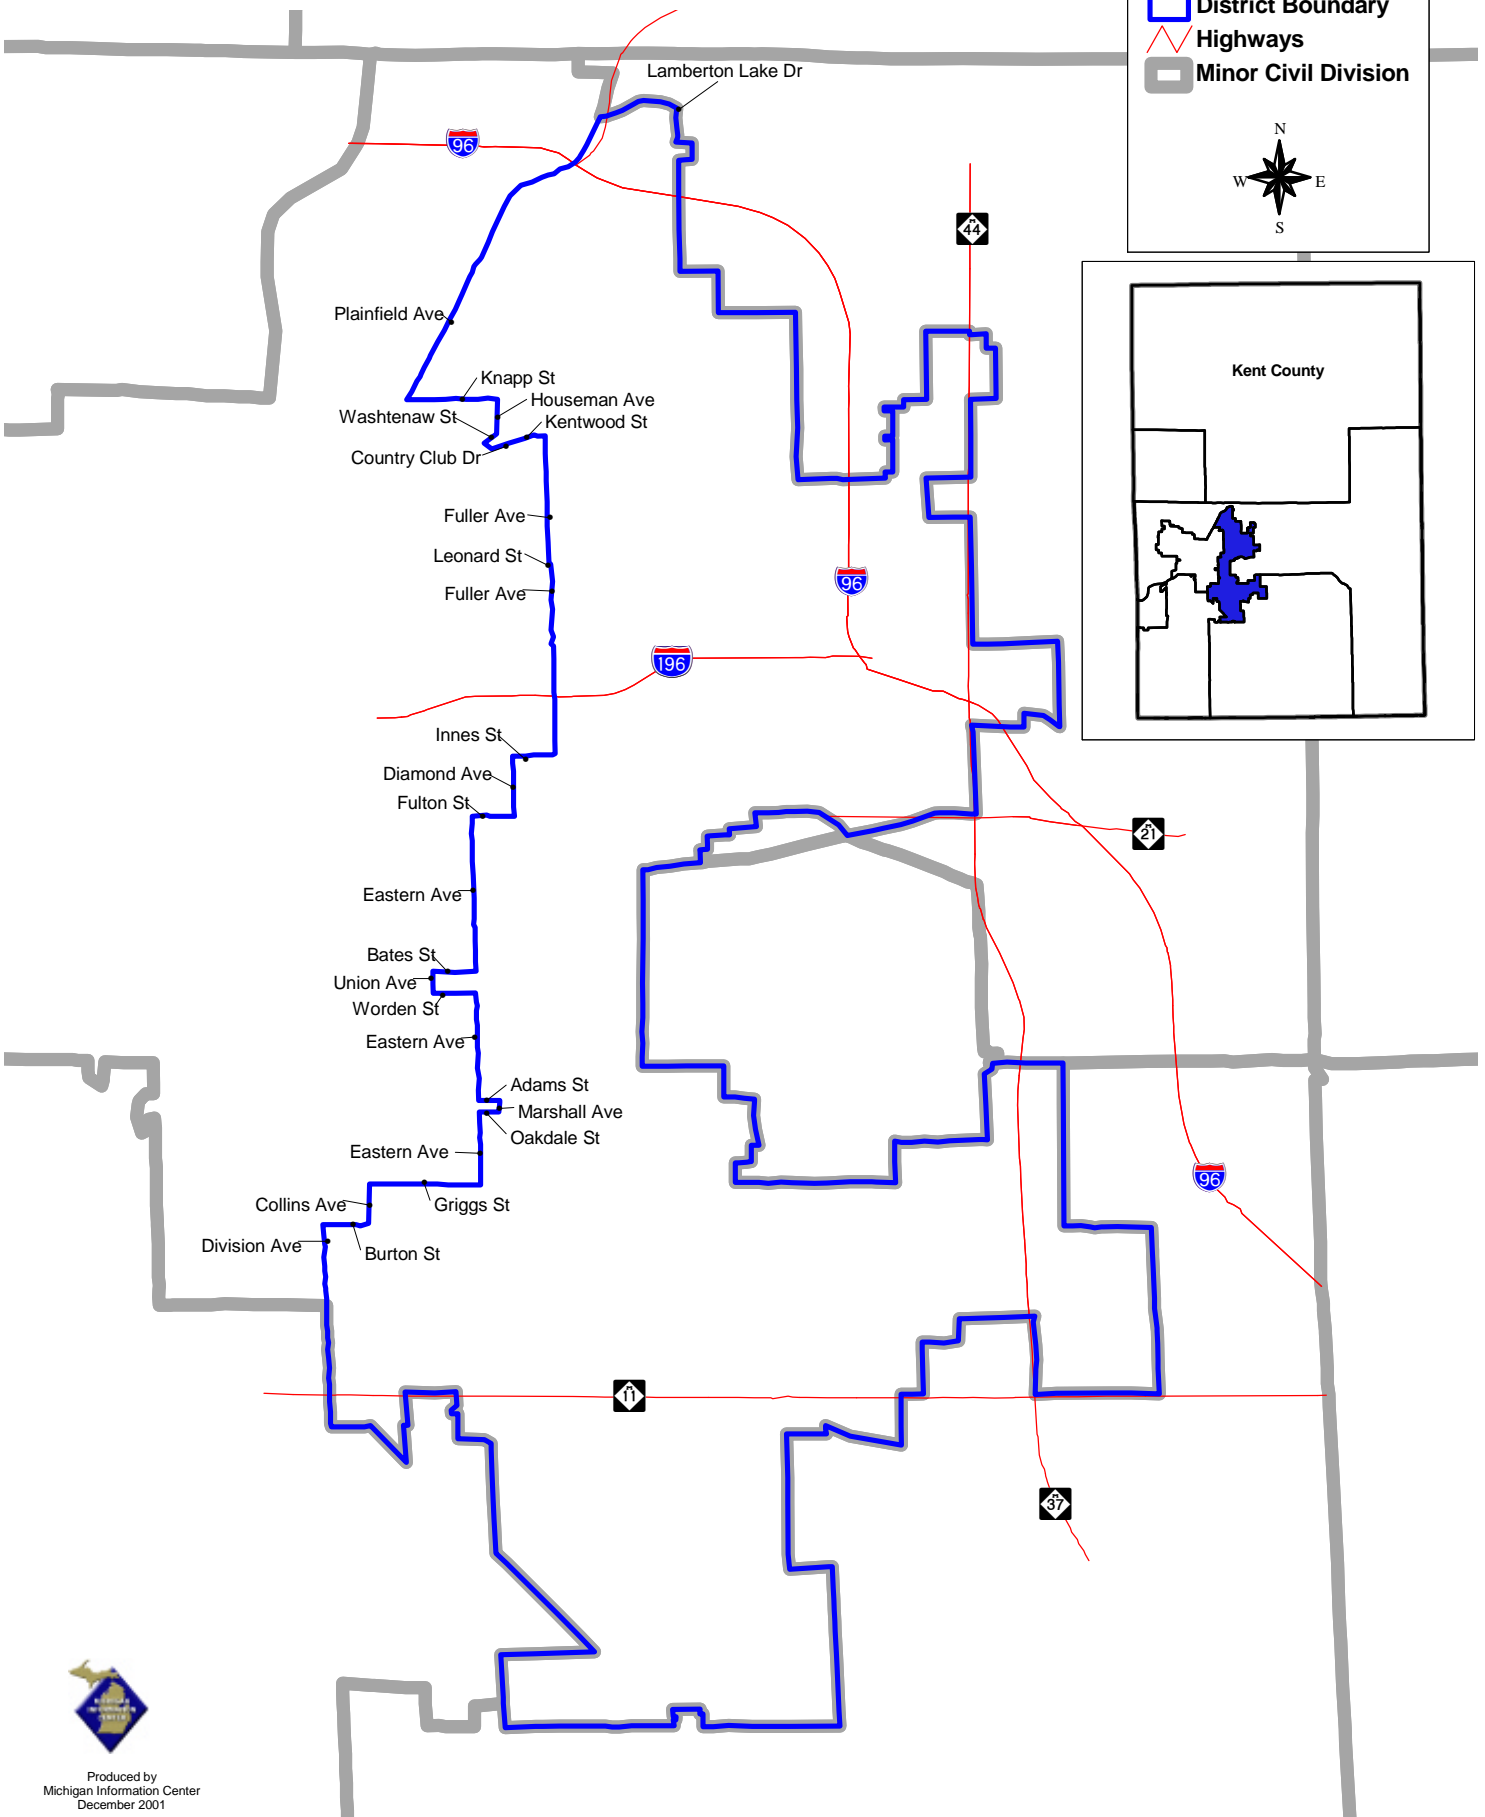 District Boundary
Highways
Minor Civil Division
N
W
E
S
Lamberton Lake Dr
96
M
44
Kent County
Plainfield Ave
Knapp St
Houseman Ave
Washtenaw St
Kentwood St
Country Club Dr
Fuller Ave
Leonard St
Fuller Ave
96
196
Innes St
Diamond Ave
Fulton St
M
21
Eastern Ave
Bates St
Union Ave
Worden St
Eastern Ave
Adams St
Marshall Ave
Oakdale St
Eastern Ave
96
Collins Ave
Griggs St
Division Ave
Burton St
M
11
M
37
MICHIGAN
INFORMATION
CENTER
Produced by
Michigan Information Center
December 2001